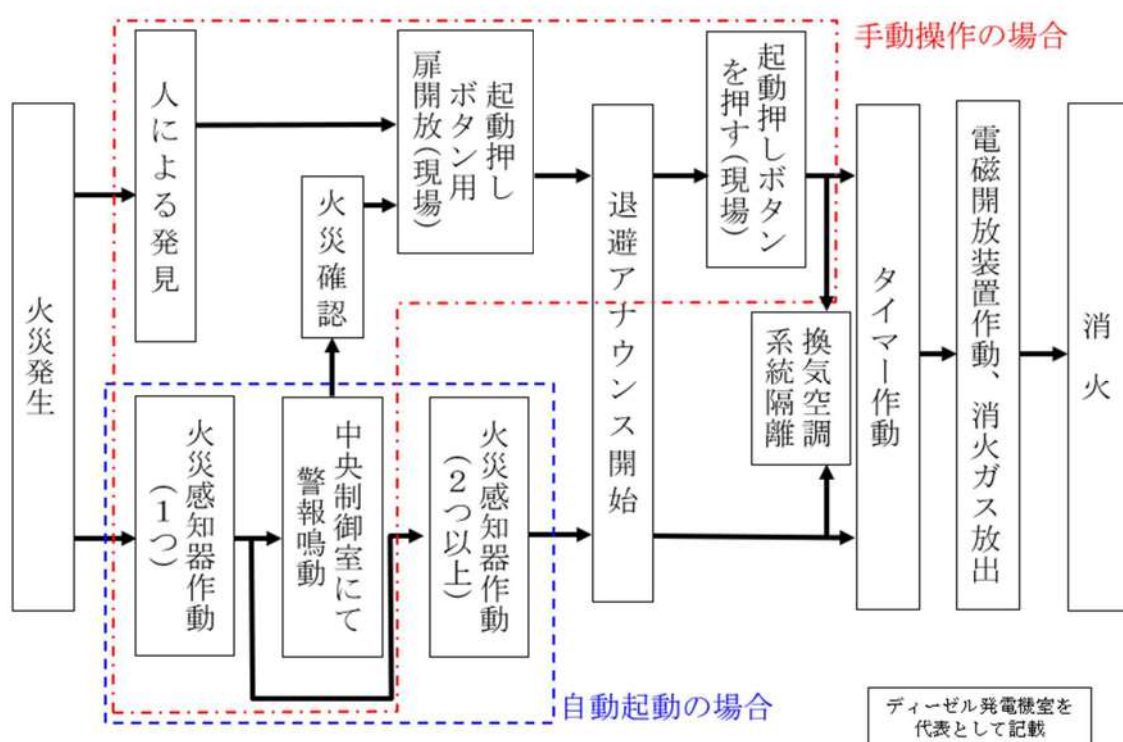 手動操作の場合
火災発生
人による発見
起動押し
ボタン用
扉開放(現場)
火災確認
火災感知器作動
(1つ)
中央制御室にて
警報鳴動
火災感知器作動
(2つ以上)
退避アナウンス開始
起動押しボタン
を押す(現場)
換気空調
系統隔離
タイマー作動
電磁開放装置作動、消火ガス放出
消火
自動起動の場合
ディーゼル発電機室を
代表として記載